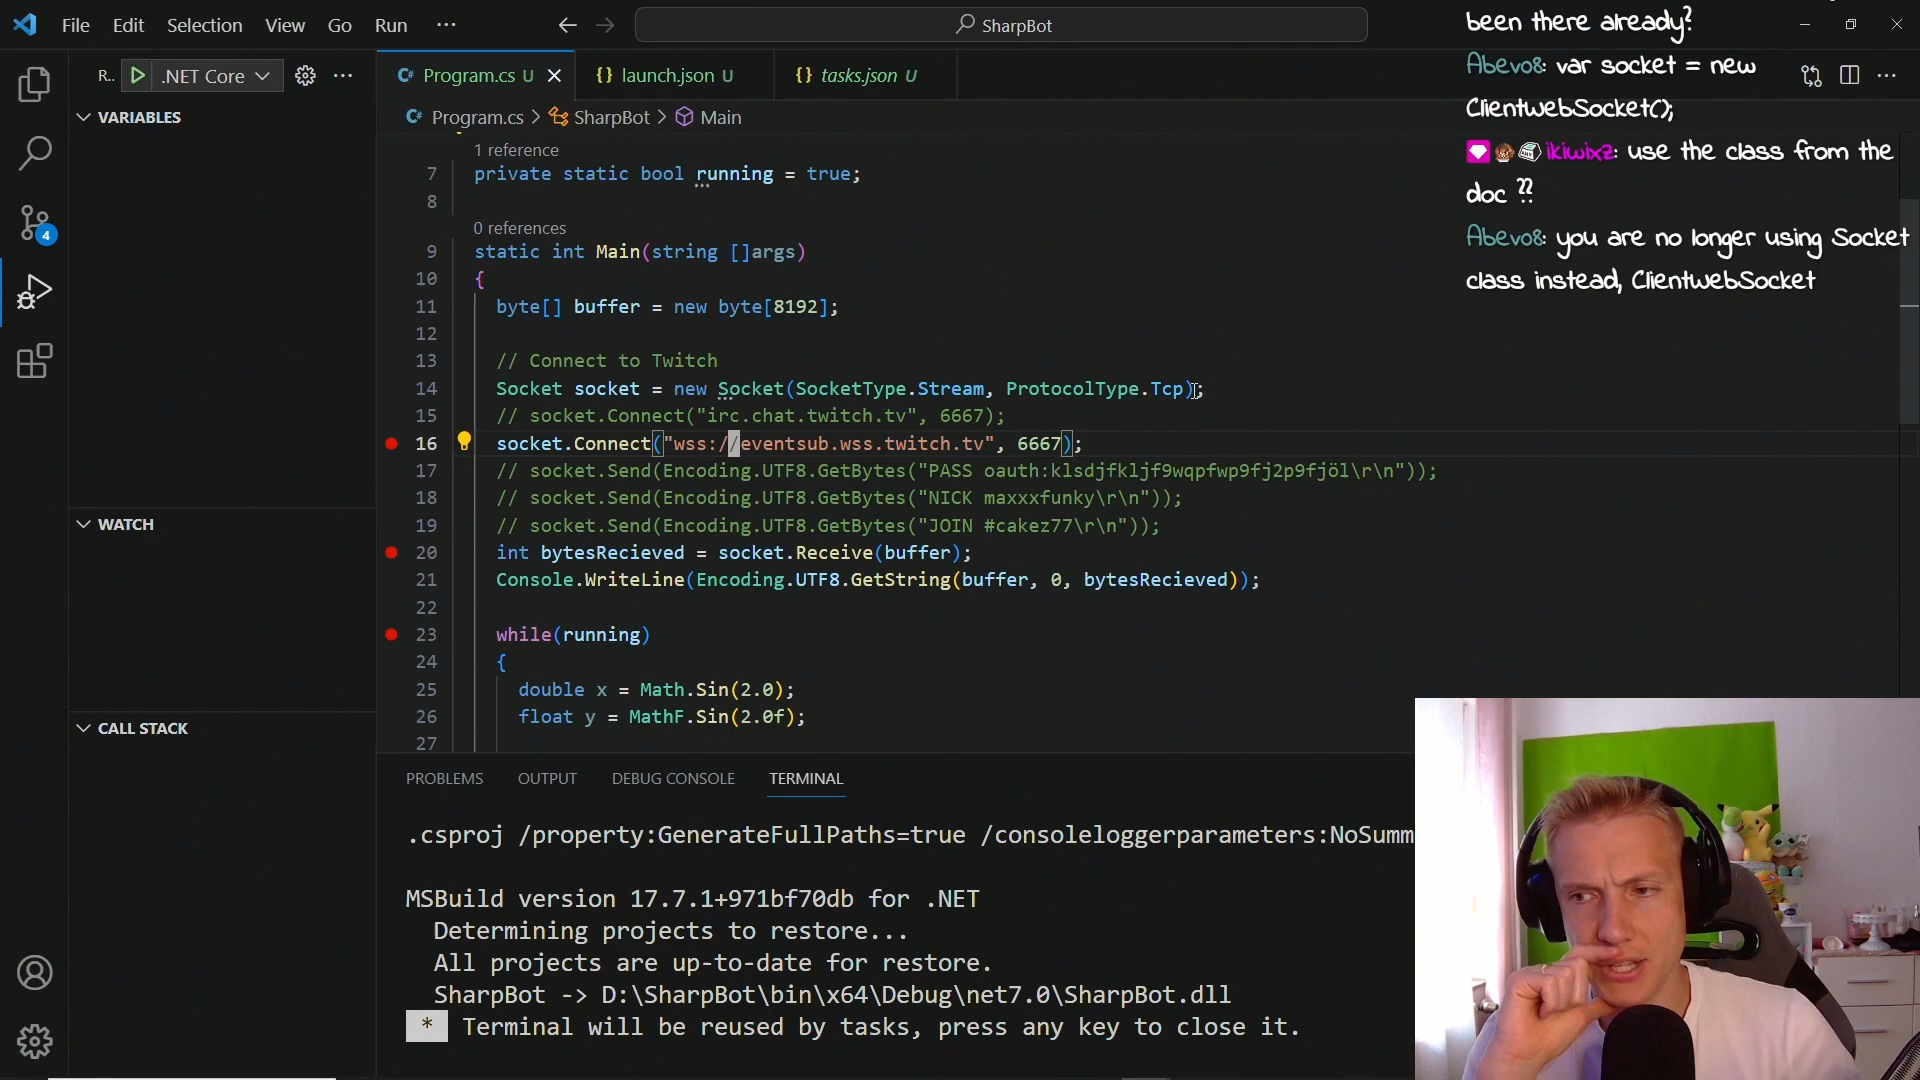 File Edit Selection View Go Run ··· SharpBot
R.. .NET Core ···
VARIABLES
WATCH
CALL STACK
4
Program.cs U launch.json U tasks.json U
Program.cs > SharpBot > Main
1 reference
7 private static bool running = true;
8
0 references
9 static int Main(string []args)
10 {
11 byte[] buffer = new byte[8192];
12
13 // Connect to Twitch
14 Socket socket = new Socket(SocketType.Stream, ProtocolType.Tcp);
15 // socket.Connect("irc.chat.twitch.tv", 6667);
16 socket.Connect("wss://eventsub.wss.twitch.tv", 6667);
17 // socket.Send(Encoding.UTF8.GetBytes("PASS oauth:klsdjfkljf9wqpfwp9fj2p9fjöl\r\n"));
18 // socket.Send(Encoding.UTF8.GetBytes("NICK maxxxfunky\r\n"));
19 // socket.Send(Encoding.UTF8.GetBytes("JOIN #cakez77\r\n"));
20 int bytesRecieved = socket.Receive(buffer);
21 Console.WriteLine(Encoding.UTF8.GetString(buffer, 0, bytesRecieved));
22
23 while(running)
24 {
25 double x = Math.Sin(2.0);
26 float y = MathF.Sin(2.0f);
27
PROBLEMS OUTPUT DEBUG CONSOLE TERMINAL
.csproj /property:GenerateFullPaths=true /consoleloggerparameters:NoSumm
MSBuild version 17.7.1+971bf70db for .NET
Determining projects to restore...
All projects are up-to-date for restore.
SharpBot -> D:\SharpBot\bin\x64\Debug\net7.0\SharpBot.dll
* Terminal will be reused by tasks, press any key to close it.
been there already?
Abevo8: var socket = new
ClientWebSocket();
ikiwixz: use the class from the
doc ??
Abevo8: you are no longer using Socket
class instead, ClientWebSocket